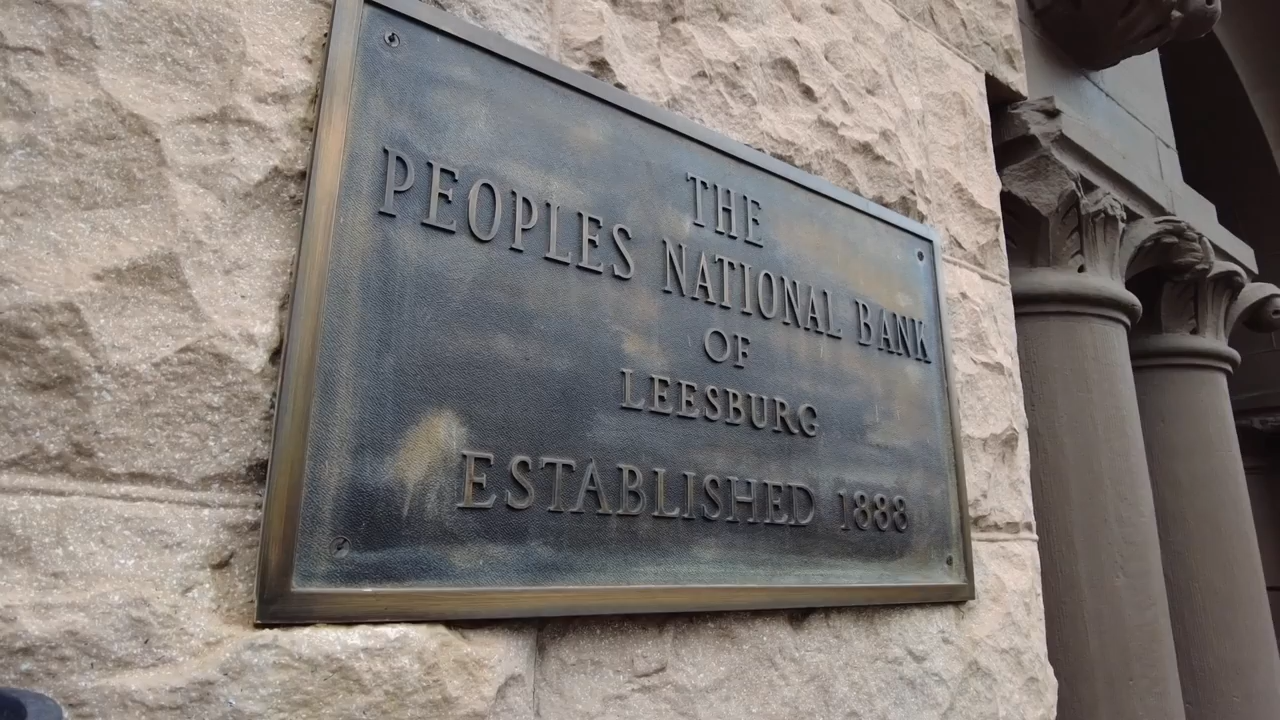 THE
PEOPLES NATIONAL BANK
OF
LEESBURG
ESTABLISHED 1888